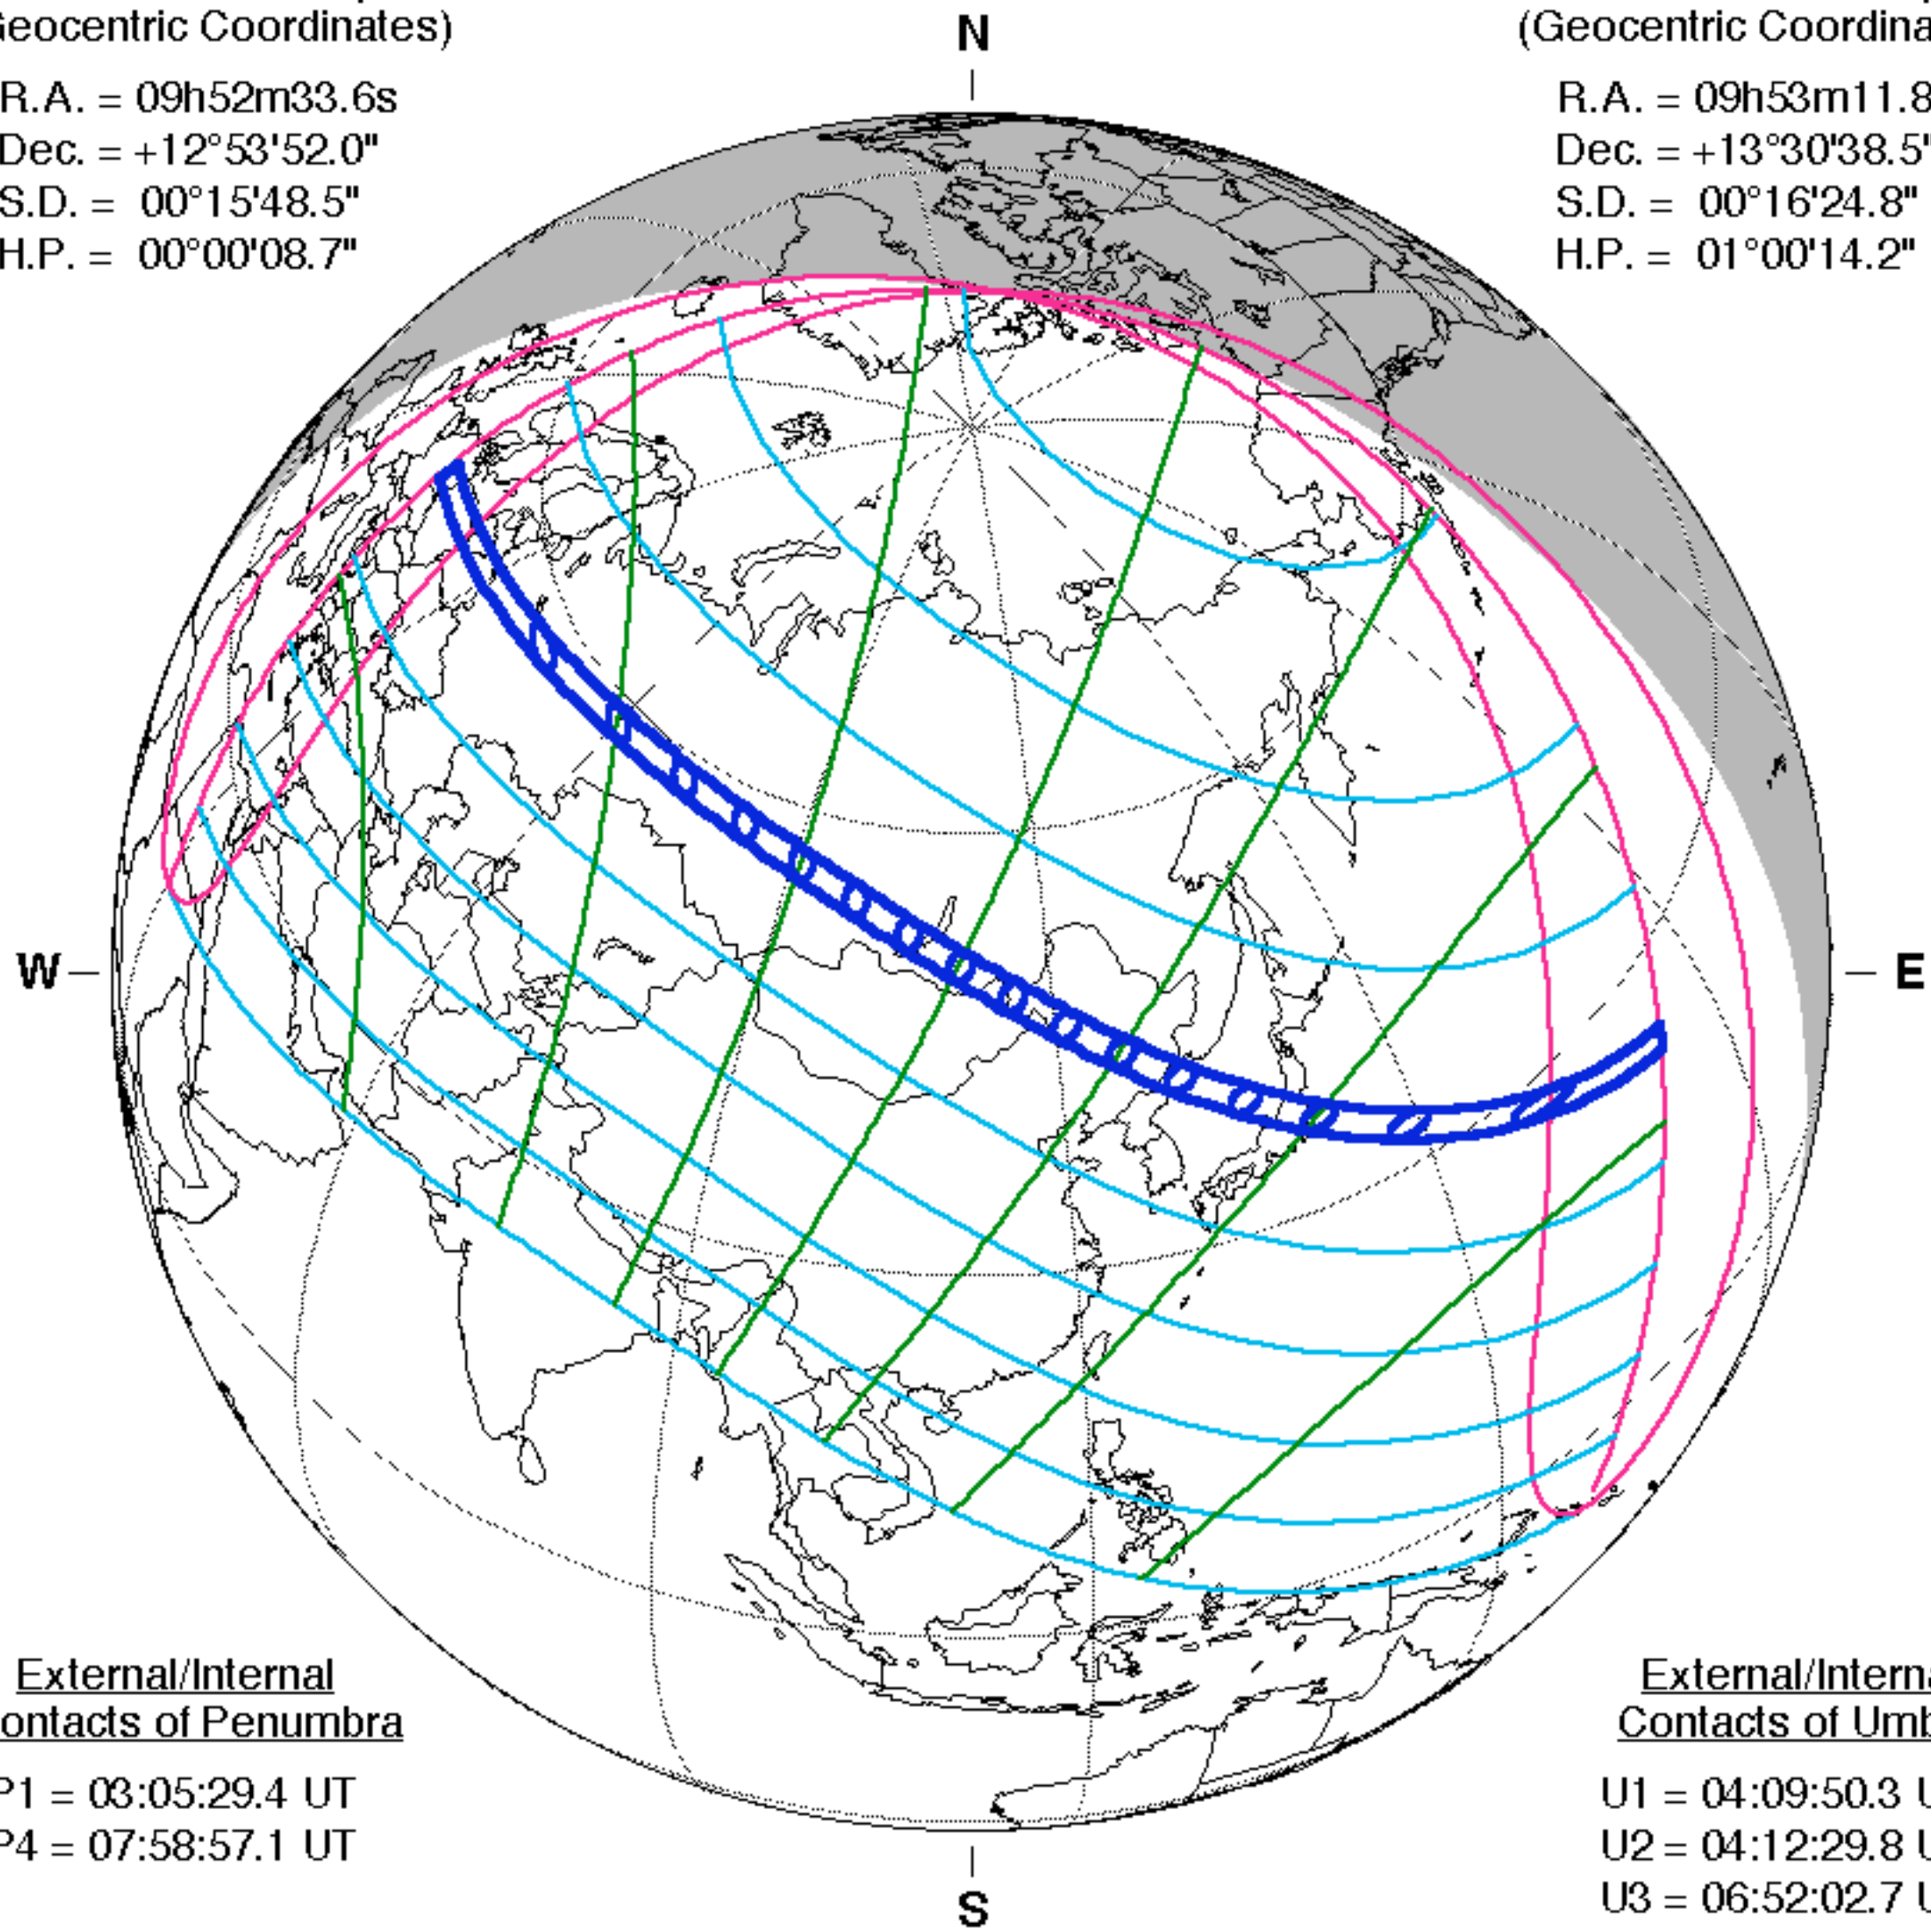 eocentric Coordinates)
R.A. = 09h52m33.6s
Dec. = +12°53'52.0"
S.D. = 00°15'48.5"
H.P. = 00°00'08.7"
N
(Geocentric Coordina
R.A. = 09h53m11.8
Dec. = +13°30'38.5"
S.D. = 00°16'24.8"
H.P. = 01°00'14.2"
W
E
External/Internal
ontacts of Penumbra
P1 = 03:05:29.4 UT
P4 = 07:58:57.1 UT
S
External/Interna
Contacts of Umb
U1 = 04:09:50.3 U
U2 = 04:12:29.8 U
U3 = 06:52:02.7 U